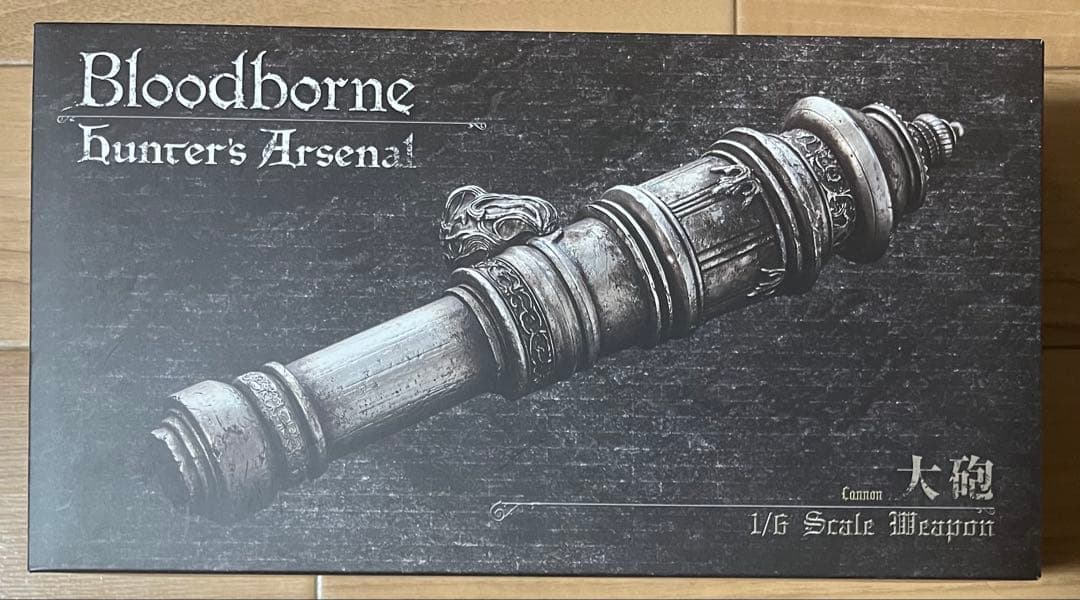 Bloodborne
Hunter's Arsenal
Cannon 大砲
1/6 Scale Weapon